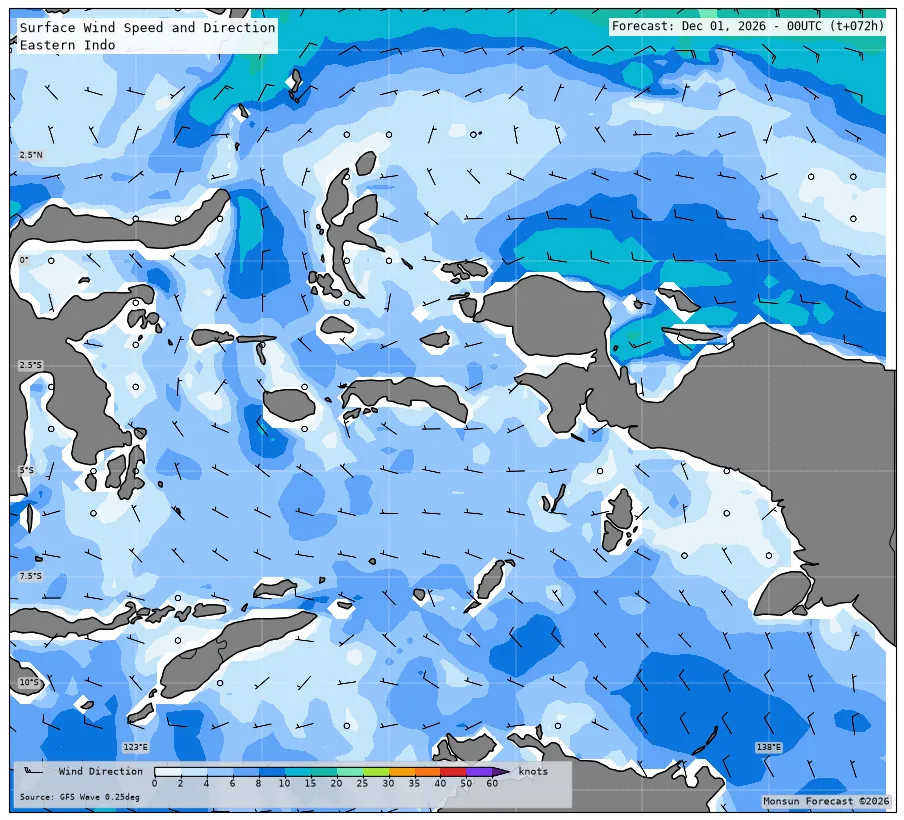 Surface Wind Speed and Direction
Eastern Indo
Forecast: Dec 01, 2026 - 00UTC (t+072h)
2.5°N
0°
2.5°S
5°S
7.5°S
10°S
123°E
138°E
Wind Direction
0 2 4 6 8 10 15 20 25 30 35 40 50 60
knots
Source: GFS Wave 0.25deg
Monsun Forecast ©2026